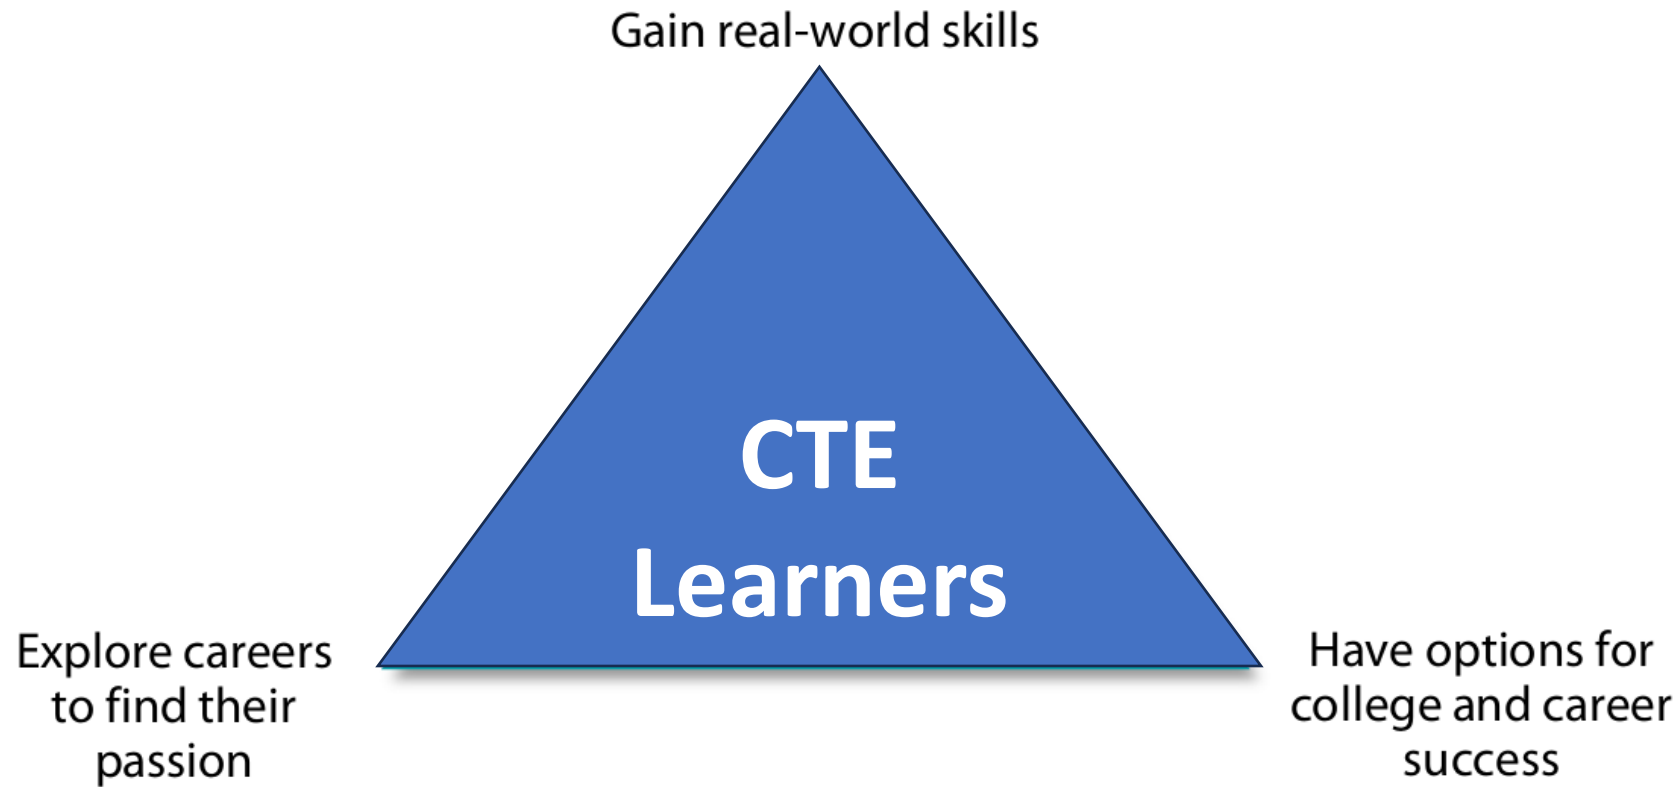 Gain real-world skills
CTE
Learners
Explore careers
to find their
passion
Have options for
college and career
success